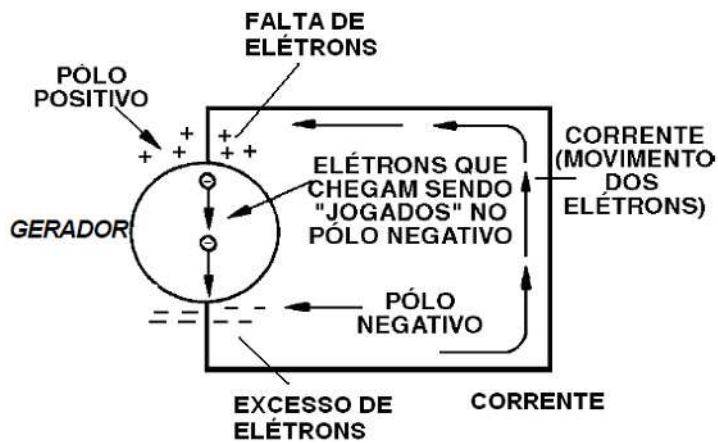 FALTA DE
ELÉTRONS
PÓLO
POSITIVO
CORRENTE
(MOVIMENTO
DOS
ELÉTRONS)
ELÉTRONS QUE
CHEGAM SENDO
"JOGADOS" NO
PÓLO NEGATIVO
GERADOR
PÓLO
NEGATIVO
EXCESSO DE
ELÉTRONS
CORRENTE